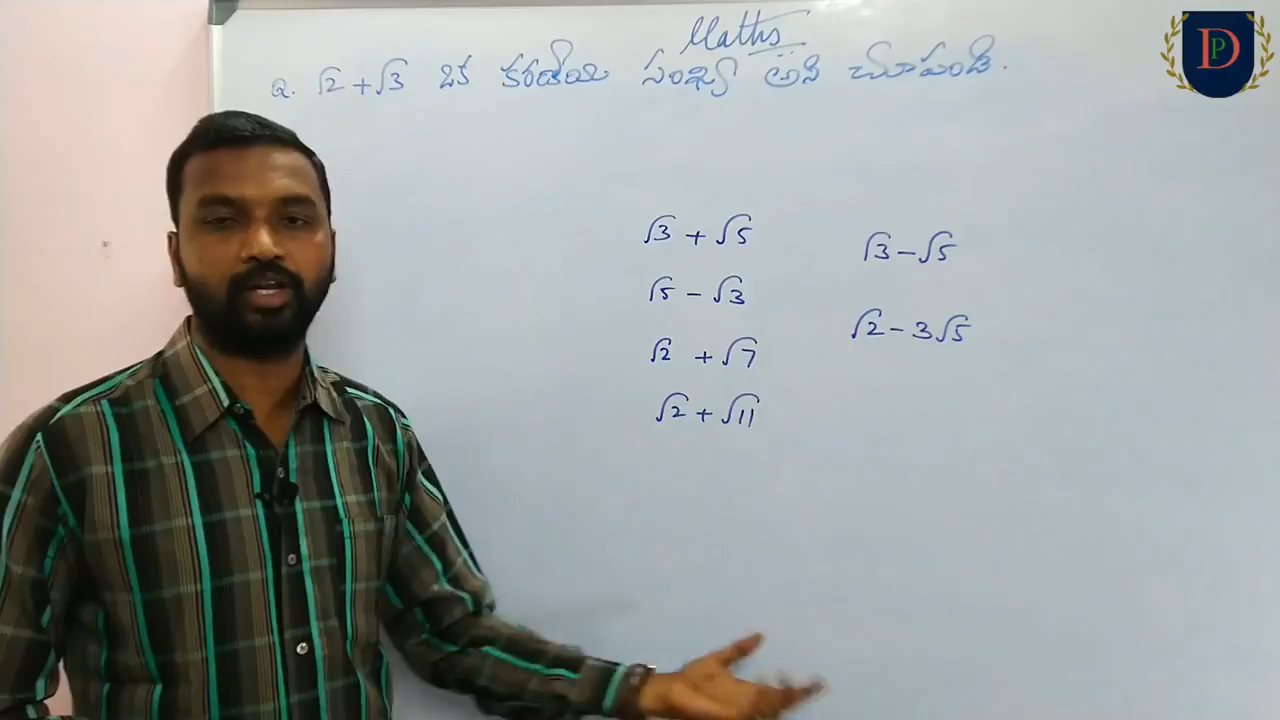 Maths
Q. √2 + √3 ఒక కరణీయ సంఖ్య అని చూపండి.
√3 + √5
√5 - √3
√2 + √7
√2 + √11
√3 - √5
√2 - 3√5
DP